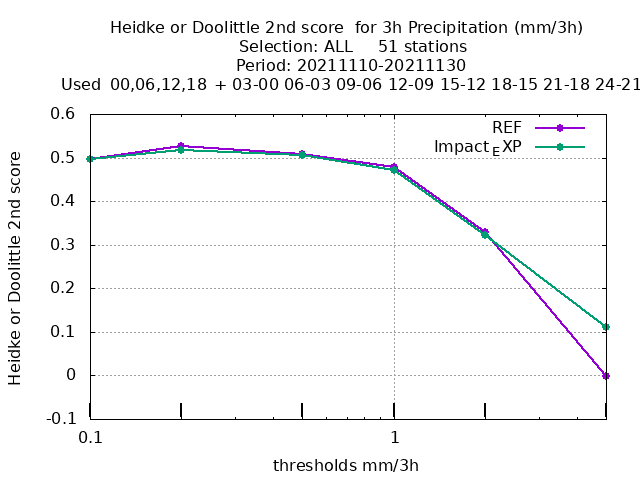 Heidke or Doolittle 2nd score  for 3h Precipitation (mm/3h)
Selection: ALL     51 stations
Period: 20211110-20211130
Used  00,06,12,18  + 03-00 06-03 09-06 12-09 15-12 18-15 21-18 24-21
0.6
REF
Impact_EXP
0.5
0.4
0.3
0.2
0.1
0
-0.1
Heidke or Doolittle 2nd score
0.1
1
thresholds mm/3h